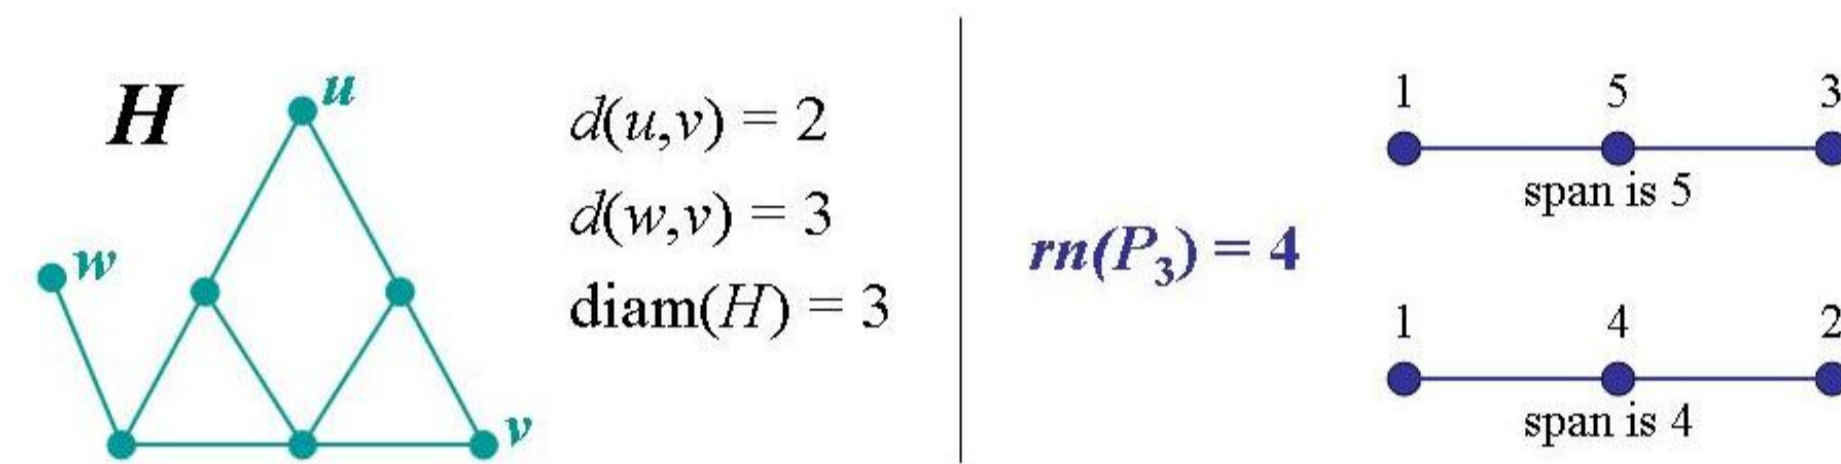 H
u
w
v
d(u,v) = 2
d(w,v) = 3
diam(H) = 3
rn(P₃) = 4
1 5 3
span is 5
1 4 2
span is 4